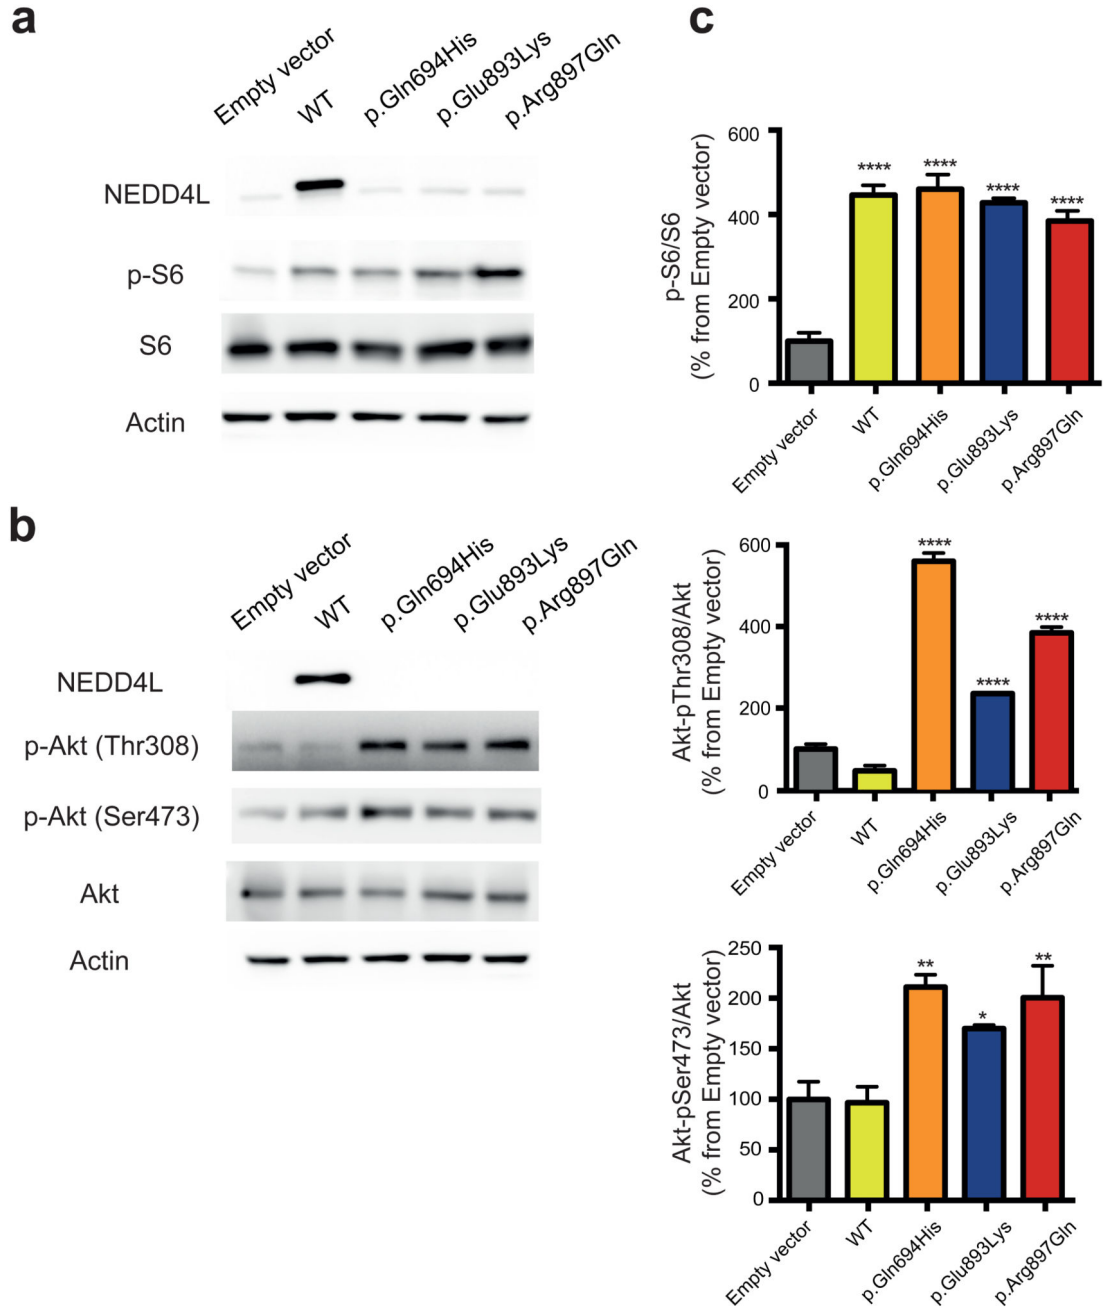 a
Empty vector
WT
p.Gln694His
p.Glu893Lys
p.Arg897Gln
NEDD4L
p-S6
S6
Actin
b
Empty vector
WT
p.Gln694His
p.Glu893Lys
p.Arg897Gln
NEDD4L
p-Akt (Thr308)
p-Akt (Ser473)
Akt
Actin
c
p-S6/S6
(% from Empty vector)
600
400
200
0
****
****
****
****
Empty vector
WT
p.Gln694His
p.Glu893Lys
p.Arg897Gln
Akt-pThr308/Akt
(% from Empty vector)
600
400
200
0
****
****
****
Empty vector
WT
p.Gln694His
p.Glu893Lys
p.Arg897Gln
Akt-pSer473/Akt
(% from Empty vector)
250
200
150
100
50
0
**
*
**
Empty vector
WT
p.Gln694His
p.Glu893Lys
p.Arg897Gln